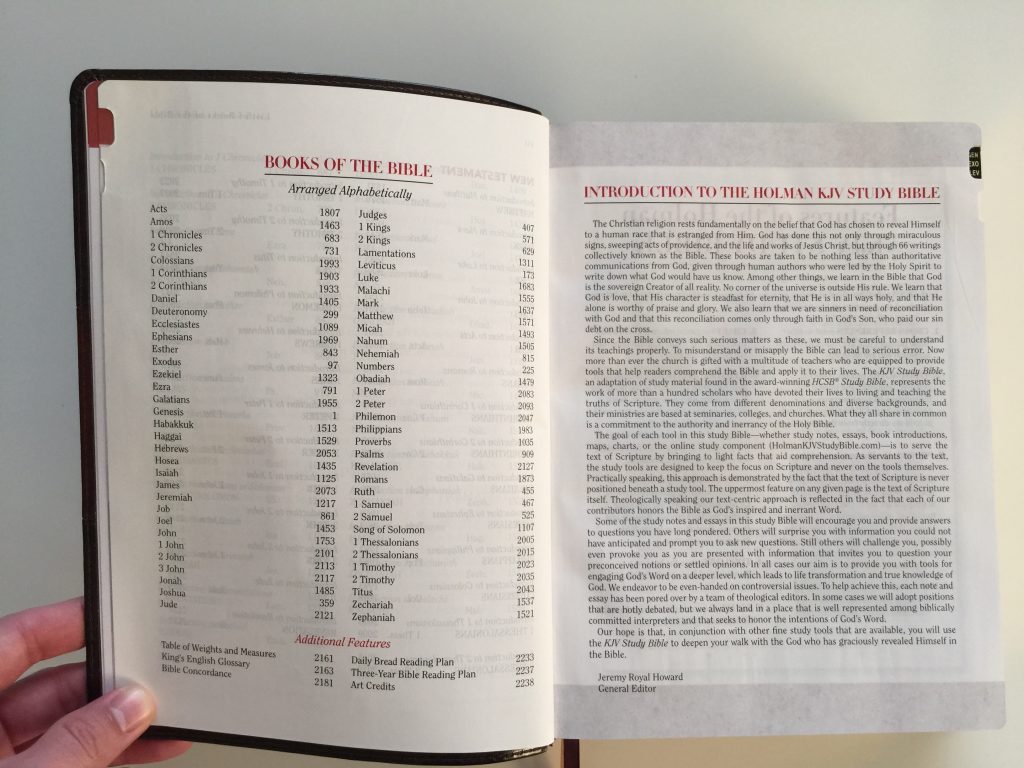 BOOKS OF THE BIBLE
Arranged Alphabetically
Acts 1807
Amos 1463
1 Chronicles 683
2 Chronicles 731
Colossians 1993
1 Corinthians 1903
2 Corinthians 1933
Daniel 1405
Deuteronomy 299
Ecclesiastes 1089
Ephesians 1969
Esther 843
Exodus 97
Ezekiel 1323
Ezra 791
Galatians 1955
Genesis 1
Habakkuk 1513
Haggai 1529
Hebrews 2053
Hosea 1435
Isaiah 1125
James 2073
Jeremiah 1217
Job 861
Joel 1453
John 1753
1 John 2101
2 John 2113
3 John 2117
Jonah 1485
Joshua 359
Jude 2121
Judges 407
1 Kings 571
2 Kings 629
Lamentations 1311
Leviticus 173
Luke 1683
Malachi 1555
Mark 1637
Matthew 1571
Micah 1493
Nahum 1505
Nehemiah 815
Numbers 225
Obadiah 1479
1 Peter 2083
2 Peter 2093
Philemon 2047
Philippians 1983
Proverbs 1035
Psalms 909
Revelation 2127
Romans 1873
Ruth 455
1 Samuel 467
2 Samuel 525
Song of Solomon 1107
1 Thessalonians 2005
2 Thessalonians 2015
1 Timothy 2023
2 Timothy 2035
Titus 2043
Zechariah 1537
Zephaniah 1521
Additional Features
Table of Weights and Measures 2161
King's English Glossary 2163
Bible Concordance 2181
Daily Bread Reading Plan 2233
Three-Year Bible Reading Plan 2237
Art Credits 2238
INTRODUCTION TO THE HOLMAN KJV STUDY BIBLE
The Christian religion rests fundamentally on the belief that God has chosen to reveal Himself
to a human race that is estranged from Him. God has done this not only through miraculous
signs, sweeping acts of providence, and the life and works of Jesus Christ, but through 66 writings
collectively known as the Bible. These books are taken to be nothing less than authoritative
communications from God, given through human authors who were led by the Holy Spirit to
write down what God would have us know. Among other things, we learn in the Bible that God
is the sovereign Creator of all reality. No corner of the universe is outside His rule. We learn that
God is love, that His character is steadfast for eternity, that He is in all ways holy, and that He
alone is worthy of praise and glory. We also learn that we are sinners in need of reconciliation
with God and that this reconciliation comes only through faith in God's Son, who paid our sin
debt on the cross.
Since the Bible conveys such serious matters as these, we must be careful to understand
its teachings properly. To misunderstand or misapply the Bible can lead to serious error. Now
more than ever the church is gifted with a multitude of teachers who are equipped to provide
tools that help readers comprehend the Bible and apply it to their lives. The KJV Study Bible,
an adaptation of study material found in the award-winning HCSB® Study Bible, represents the
work of more than a hundred scholars who have devoted their lives to living and teaching the
truths of Scripture. They come from different denominations and diverse backgrounds, and
their ministries are based at seminaries, colleges, and churches. What they all share in common
is a commitment to the authority and inerrancy of the Holy Bible.
The goal of each tool in this study Bible—whether study notes, essays, book introductions,
maps, charts, or the online study component (HolmanKJVStudyBible.com)—is to serve the
text of Scripture by bringing to light facts that aid comprehension. As servants to the text,
the study tools are designed to keep the focus on Scripture and never on the tools themselves.
Practically speaking, this approach is demonstrated by the fact that the text of Scripture is never
positioned beneath a study tool. The uppermost feature on any given page is the text of Scripture
itself. Theologically speaking our text-centric approach is reflected in the fact that each of our
contributors honors the Bible as God's inspired and inerrant Word.
Some of the study notes and essays in this study Bible will encourage you and provide answers
to questions you have long pondered. Others will surprise you with information you could not
have anticipated and prompt you to ask new questions. Still others will challenge you, possibly
even provoke you as you are presented with information that invites you to question your
preconceived notions or settled opinions. In all cases our aim is to provide you with tools for
engaging God's Word on a deeper level, which leads to life transformation and true knowledge of
God. We endeavor to be even-handed on controversial issues. To help achieve this, each note and
essay has been pored over by a team of theological editors. In some cases we will adopt positions
that are hotly debated, but we always land in a place that is well represented among biblically
committed interpreters and that seeks to honor the intentions of God's Word.
Our hope is that, in conjunction with other fine study tools that are available, you will use
the KJV Study Bible to deepen your walk with the God who has graciously revealed Himself in
the Bible.
Jeremy Royal Howard
General Editor